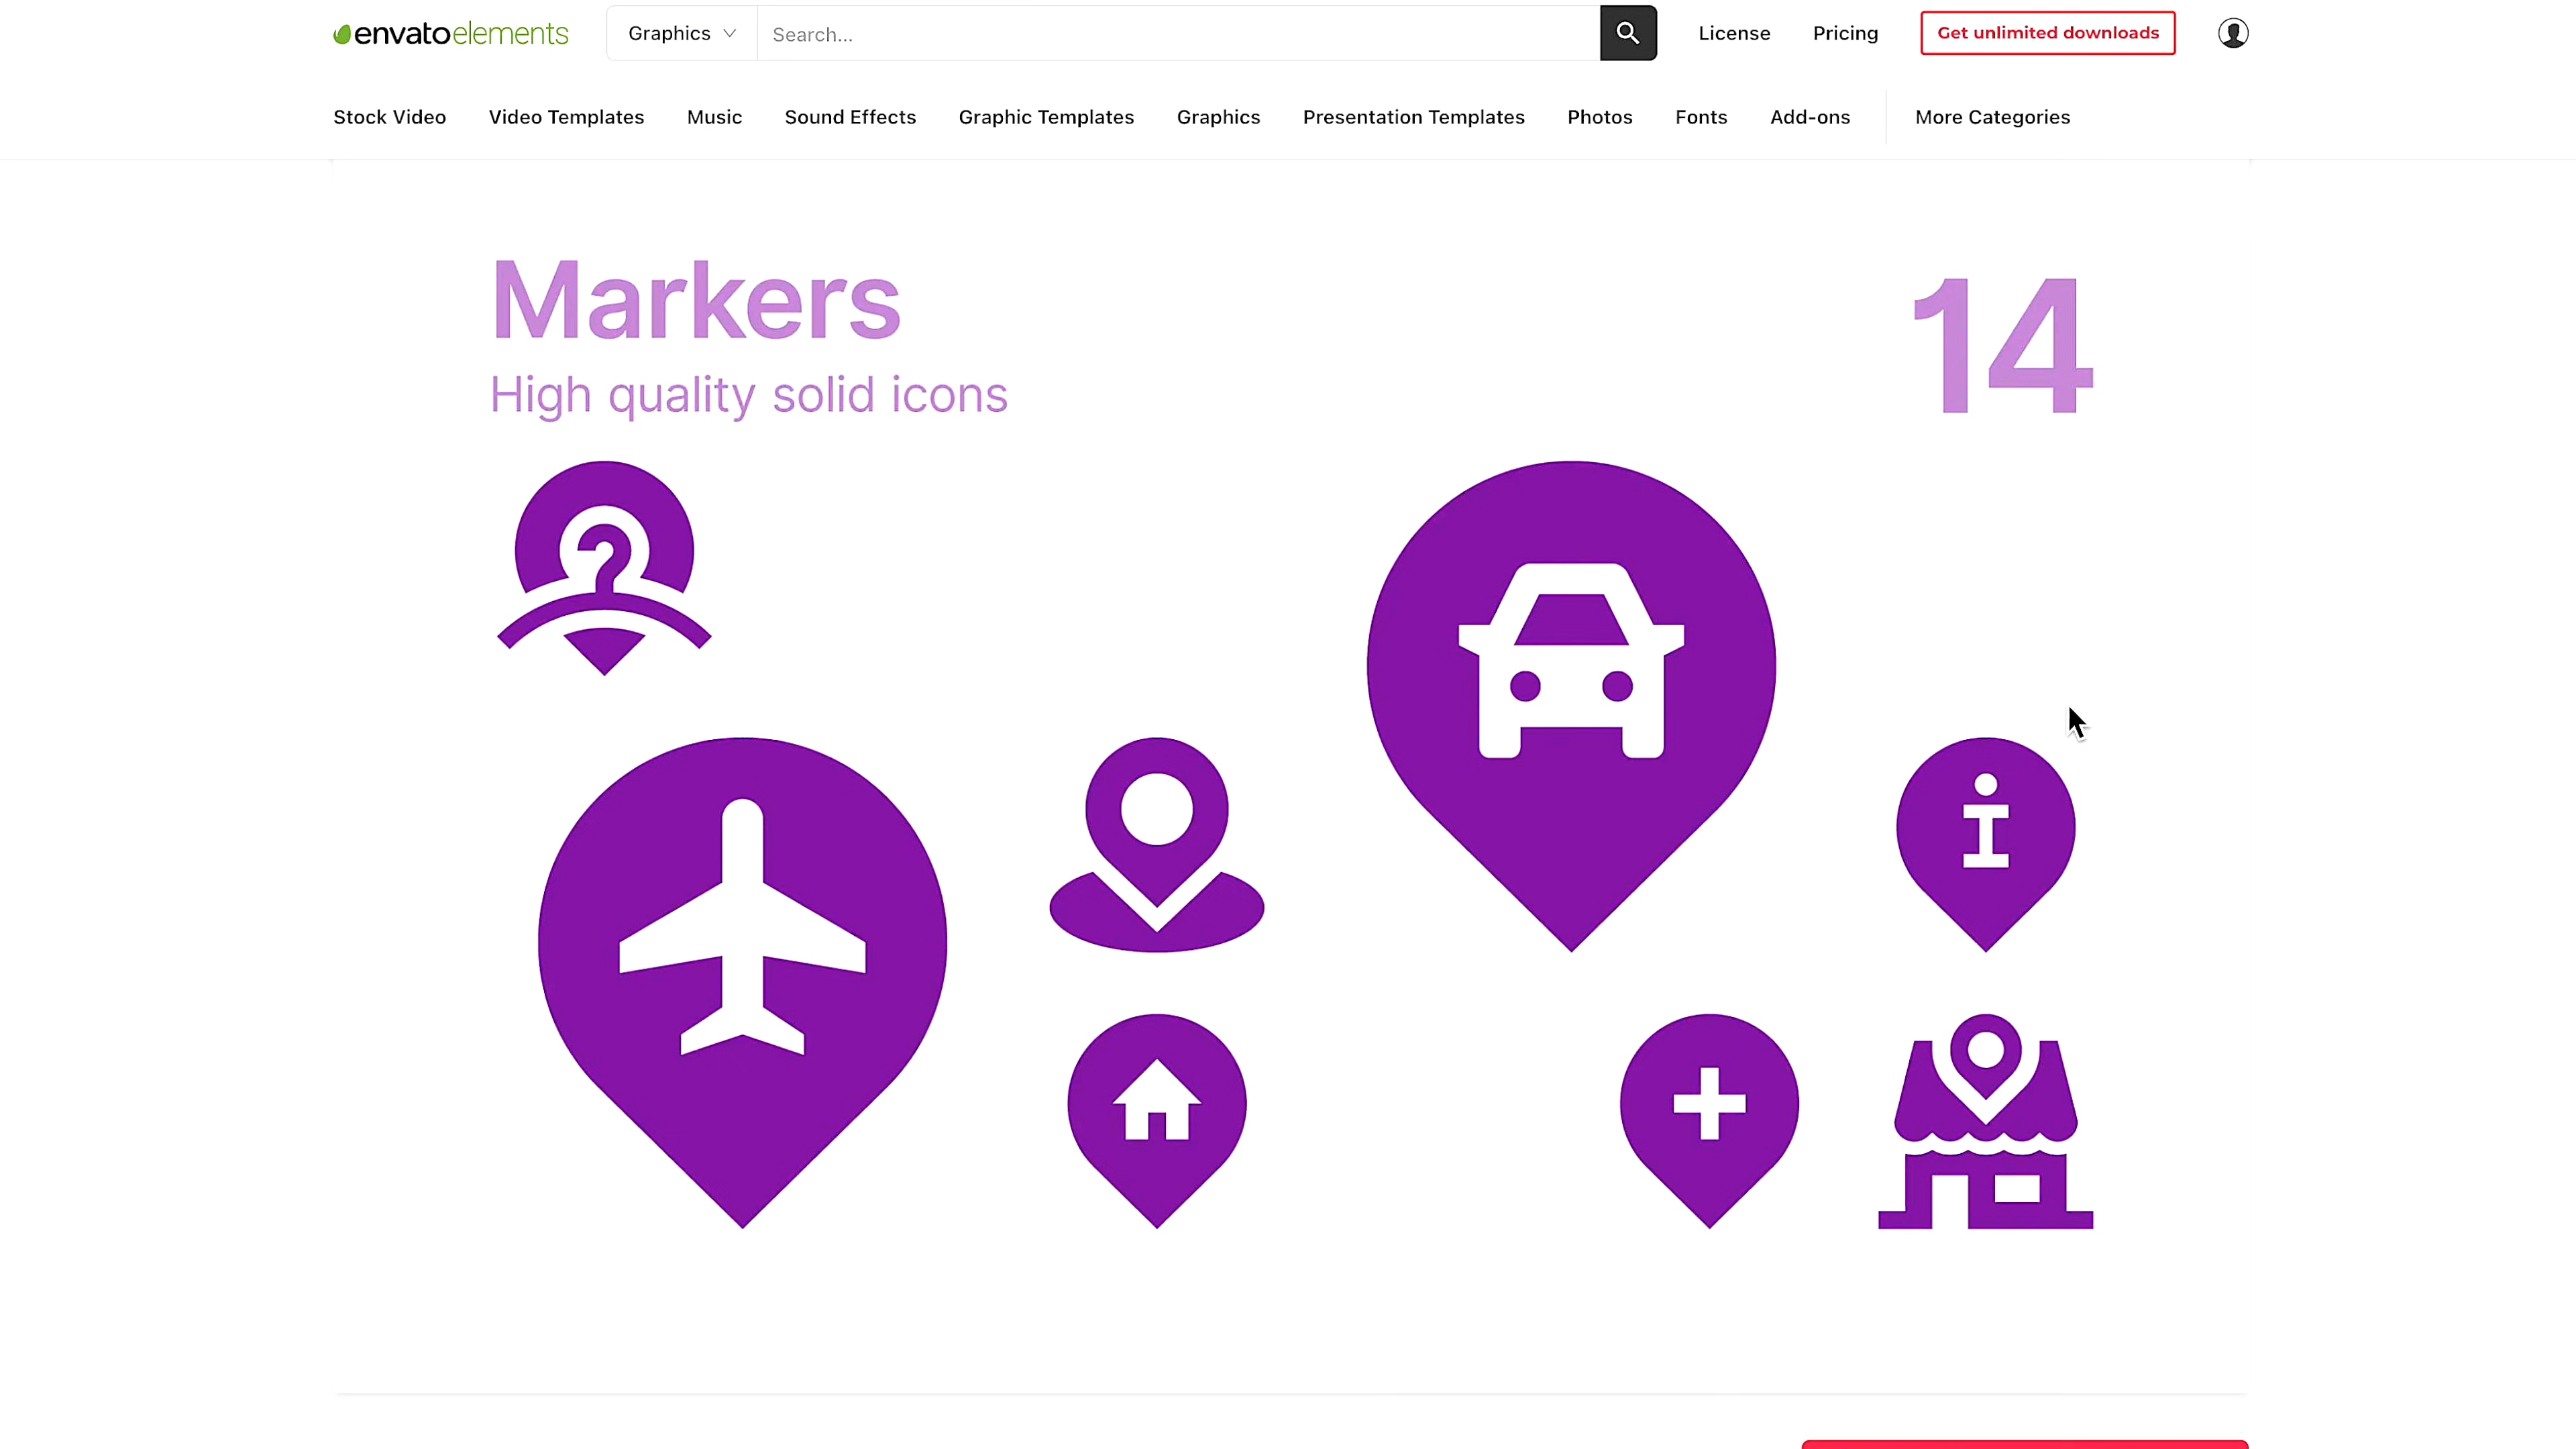 envatoelements
Graphics
Search...
License
Pricing
Get unlimited downloads
Stock Video
Video Templates
Music
Sound Effects
Graphic Templates
Graphics
Presentation Templates
Photos
Fonts
Add-ons
More Categories
Markers
14
High quality solid icons
?
i